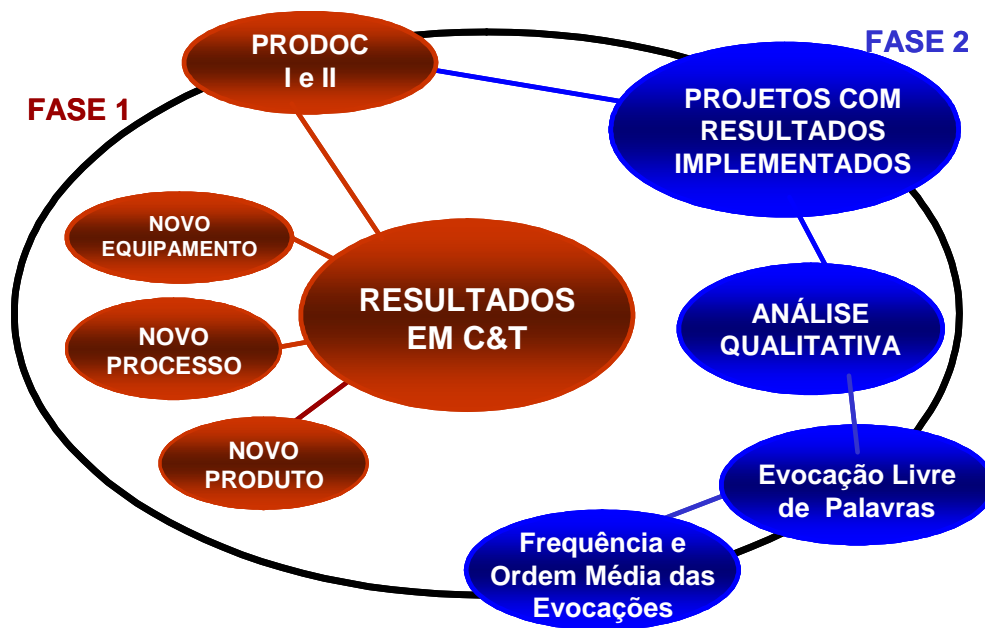 FASE 1
PRODOC
I e II
RESULTADOS
EM C&T
NOVO
EQUIPAMENTO
NOVO
PROCESSO
NOVO
PRODUTO
FASE 2
PROJETOS COM
RESULTADOS
IMPLEMENTADOS
ANÁLISE
QUALITATIVA
Evocação Livre
de Palavras
Frequência e
Ordem Média das
Evocações